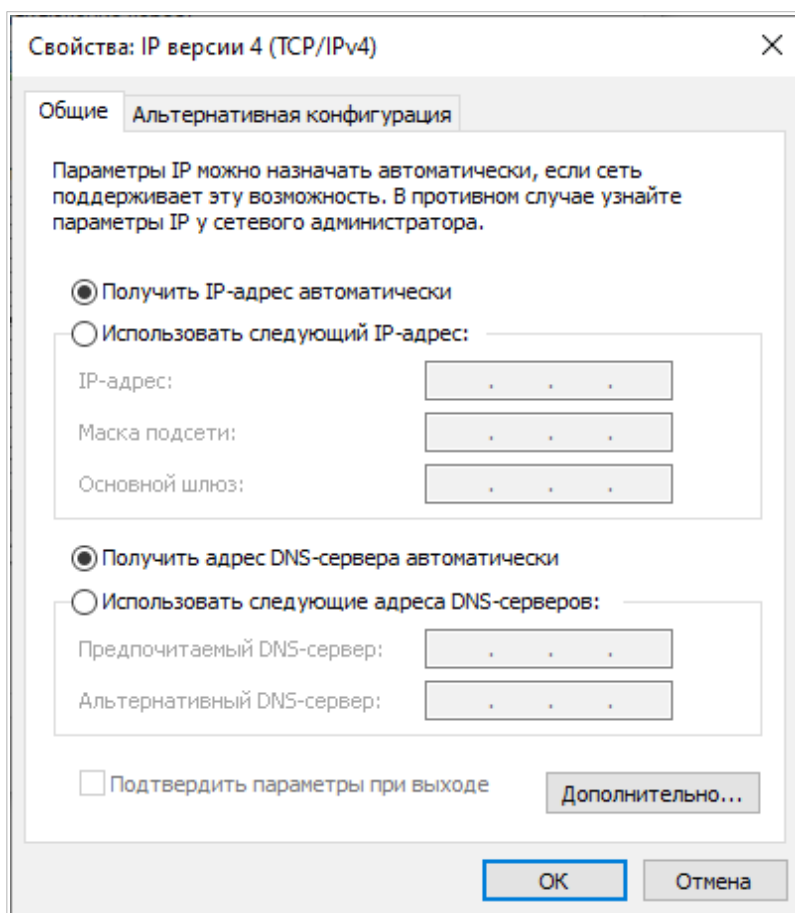 Свойства: IP версии 4 (TCP/IPv4)
Общие
Альтернативная конфигурация
Параметры IP можно назначать автоматически, если сеть
поддерживает эту возможность. В противном случае узнайте
параметры IP у сетевого администратора.
Получить IP-адрес автоматически
Использовать следующий IP-адрес:
IP-адрес:
Маска подсети:
Основной шлюз:
Получить адрес DNS-сервера автоматически
Использовать следующие адреса DNS-серверов:
Предпочитаемый DNS-сервер:
Альтернативный DNS-сервер:
Подтвердить параметры при выходе
Дополнительно...
ОК
Отмена